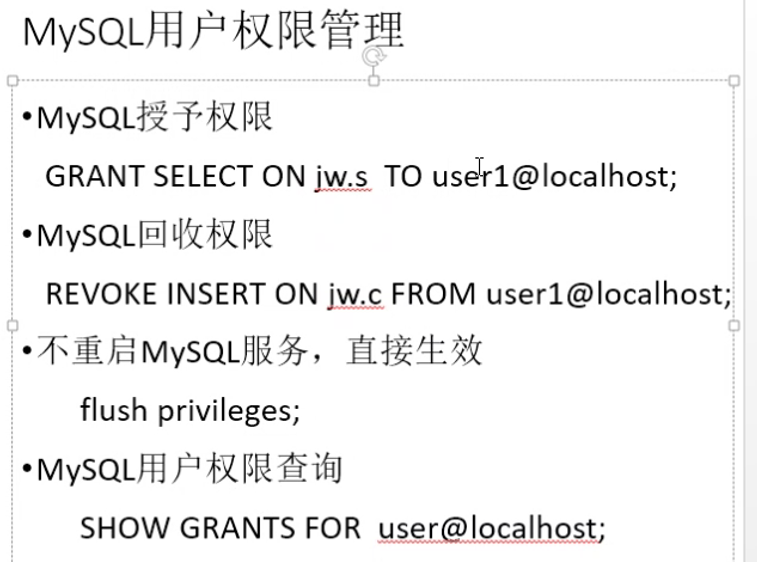 MySQL用户权限管理
•MySQL授予权限
GRANT SELECT ON jw.s TO user1@localhost;
•MySQL回收权限
REVOKE INSERT ON jw.c FROM user1@localhost;
•不重启MySQL服务，直接生效
flush privileges;
•MySQL用户权限查询
SHOW GRANTS FOR user@localhost;